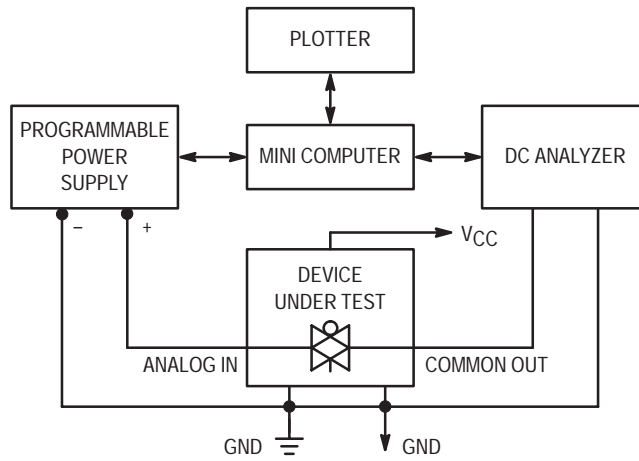 PLOTTER
PROGRAMMABLE
POWER
SUPPLY
MINI COMPUTER
DC ANALYZER
– +
VCC
DEVICE
UNDER TEST
ANALOG IN
COMMON OUT
GND
GND